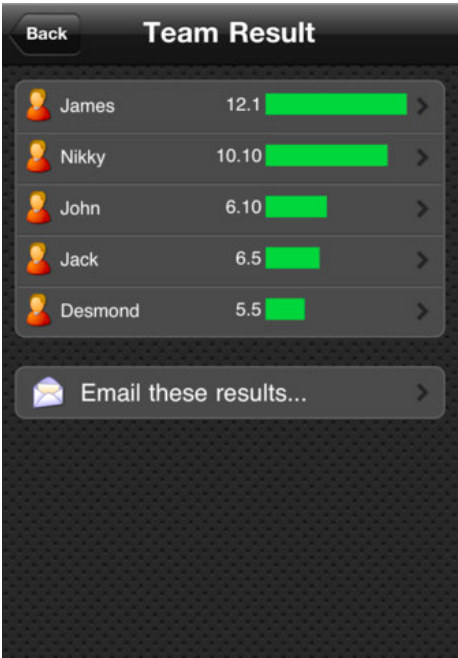 Back
Team Result
James 12.1
Nikky 10.10
John 6.10
Jack 6.5
Desmond 5.5
Email these results...